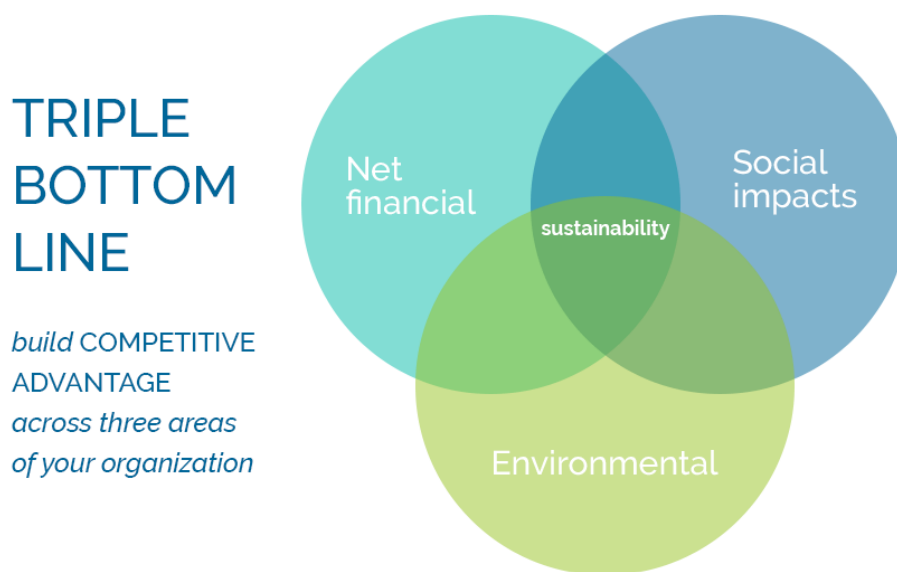 TRIPLE
BOTTOM
LINE
build COMPETITIVE
ADVANTAGE
across three areas
of your organization
Net
financial
Social
impacts
sustainability
Environmental